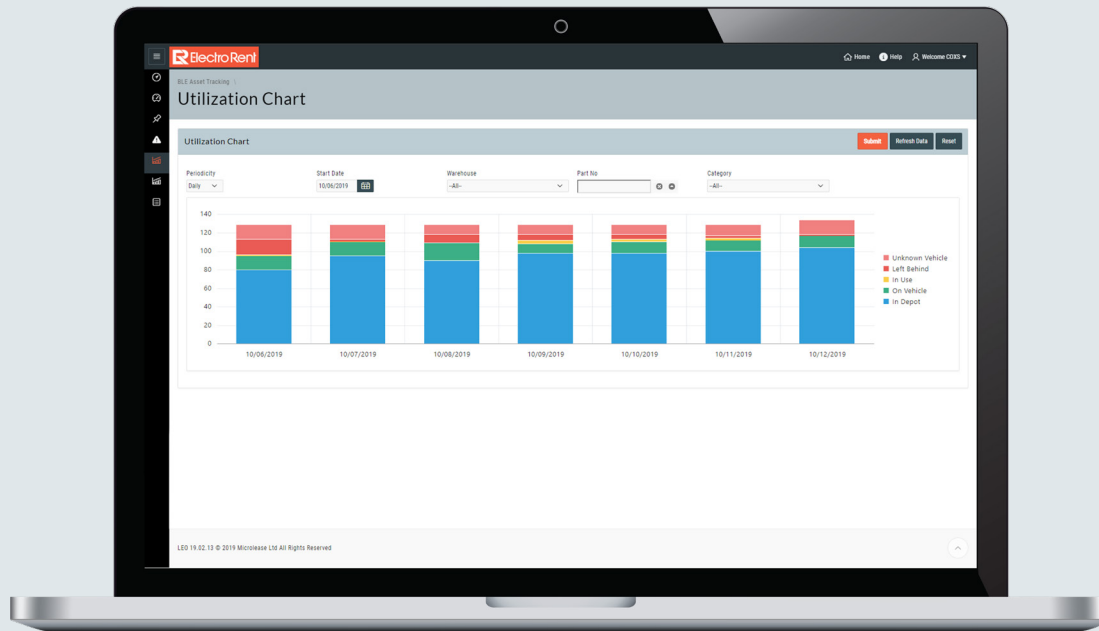 ElectroRent
Home Help Welcome COXS
BLE Asset Tracking
Utilization Chart
Utilization Chart
Submit Refresh Data Reset
Periodicity Start Date Warehouse Part No Category
Daily 10/06/2019 -All- -All-
140
120
100
80
60
40
20
0
10/06/2019 10/07/2019 10/08/2019 10/09/2019 10/10/2019 10/11/2019 10/12/2019
Unknown Vehicle
Left Behind
In Use
On Vehicle
In Depot
LEO 19.02.13 © 2019 Microlease Ltd All Rights Reserved